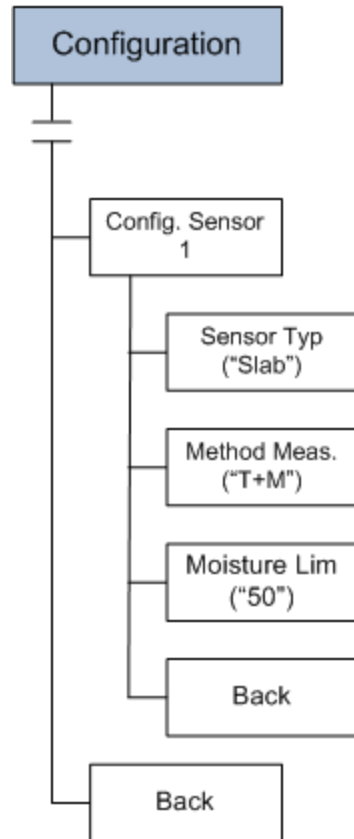 Configuration
Config. Sensor
1
Sensor Typ
(“Slab”)
Method Meas.
(“T+M”)
Moisture Lim
(“50”)
Back
Back